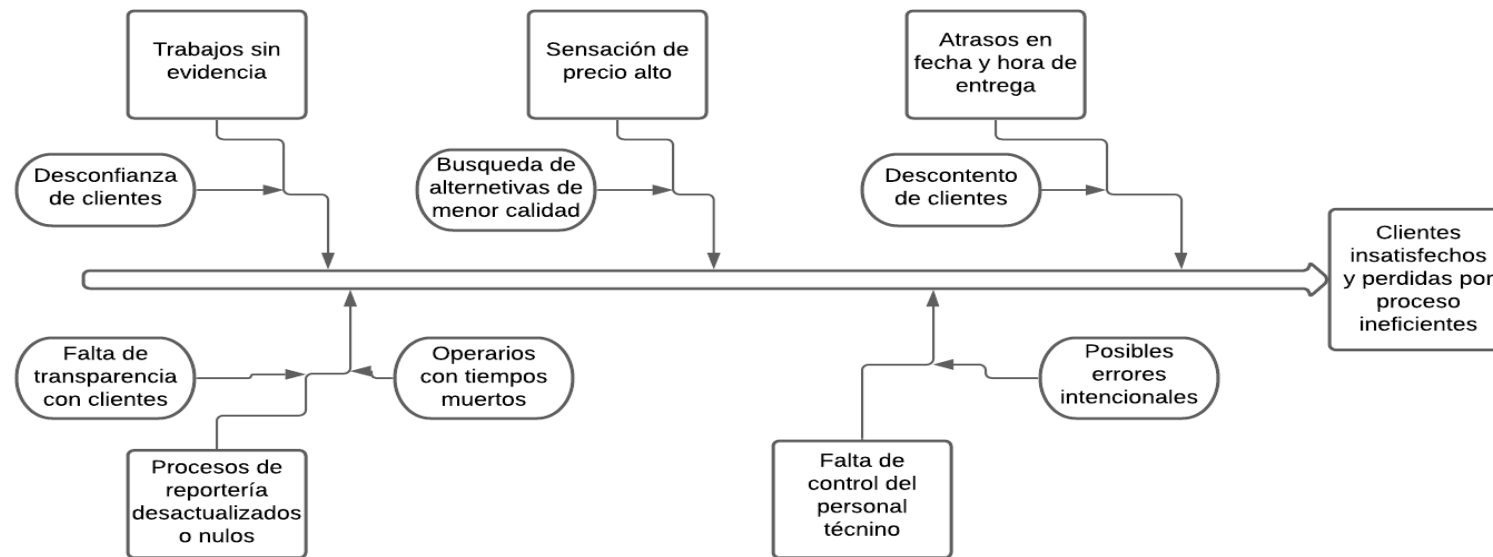 Trabajos sin
evidencia
Sensación de
precio alto
Atrasos en
fecha y hora de
entrega
Desconfianza
de clientes
Busqueda de
alternetivas de
menor calidad
Descontento
de clientes
Clientes
insatisfechos
y perdidas por
proceso
ineficientes
Falta de
transparencia
con clientes
Operarios
con tiempos
muertos
Posibles
errores
intencionales
Procesos de
reportería
desactualizados
o nulos
Falta de
control del
personal
técnino